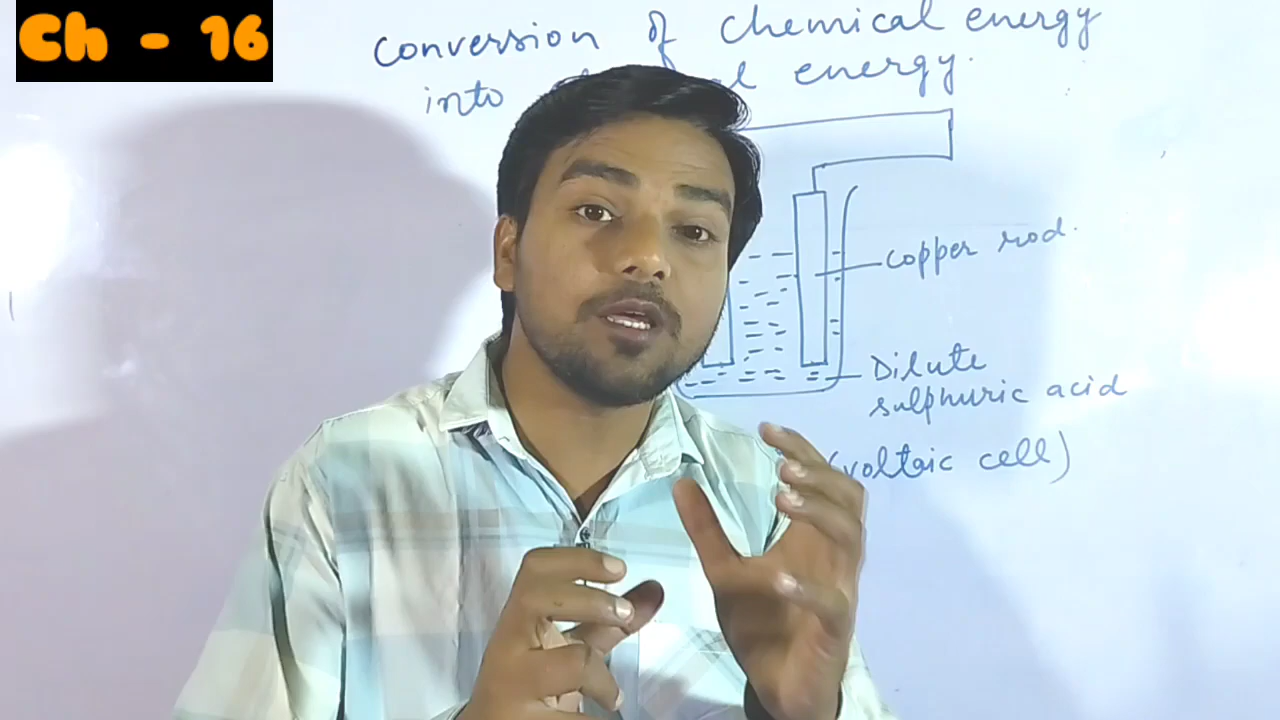 Ch - 16
conversion of chemical energy
into energy.
copper rod.
Dilute
sulphuric acid
(voltaic cell)